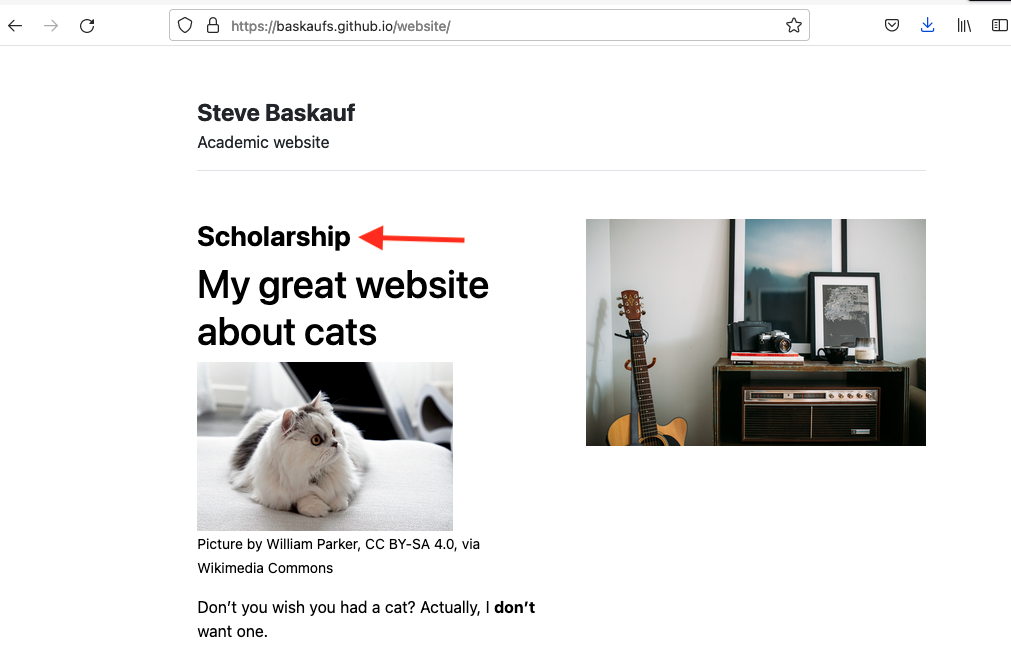 https://baskaufs.github.io/website/
Steve Baskauf
Academic website
Scholarship
My great website
about cats
Picture by William Parker, CC BY-SA 4.0, via
Wikimedia Commons
Don’t you wish you had a cat? Actually, I don’t
want one.